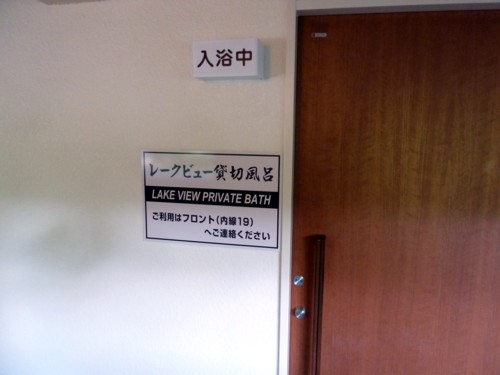 入浴中
レークビュー貸切風呂
LAKE VIEW PRIVATE BATH
ご利用はフロント(内線19)
へご連絡ください